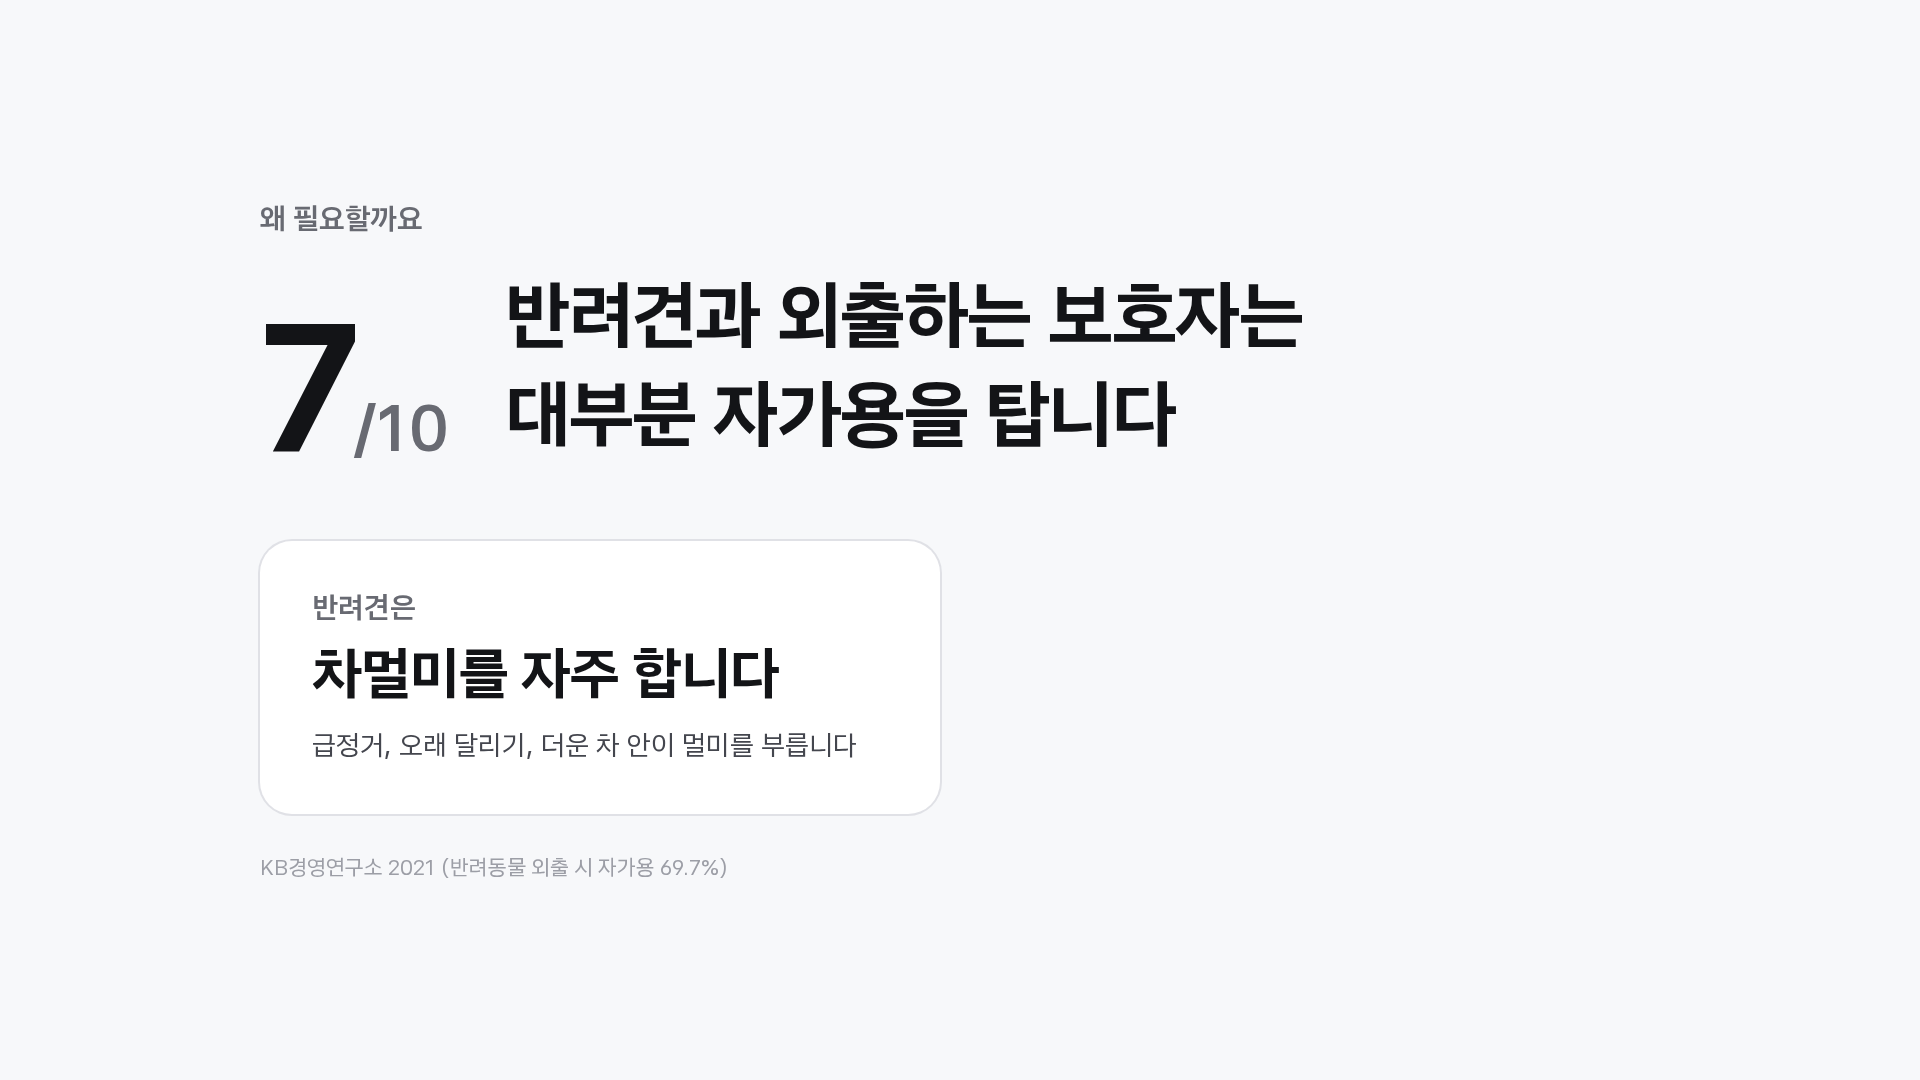 왜 필요할까요
7/10
반려견과 외출하는 보호자는
대부분 자가용을 탑니다
반려견은
차멀미를 자주 합니다
급정거, 오래 달리기, 더운 차 안이 멀미를 부릅니다
KB경영연구소 2021 (반려동물 외출 시 자가용 69.7%)